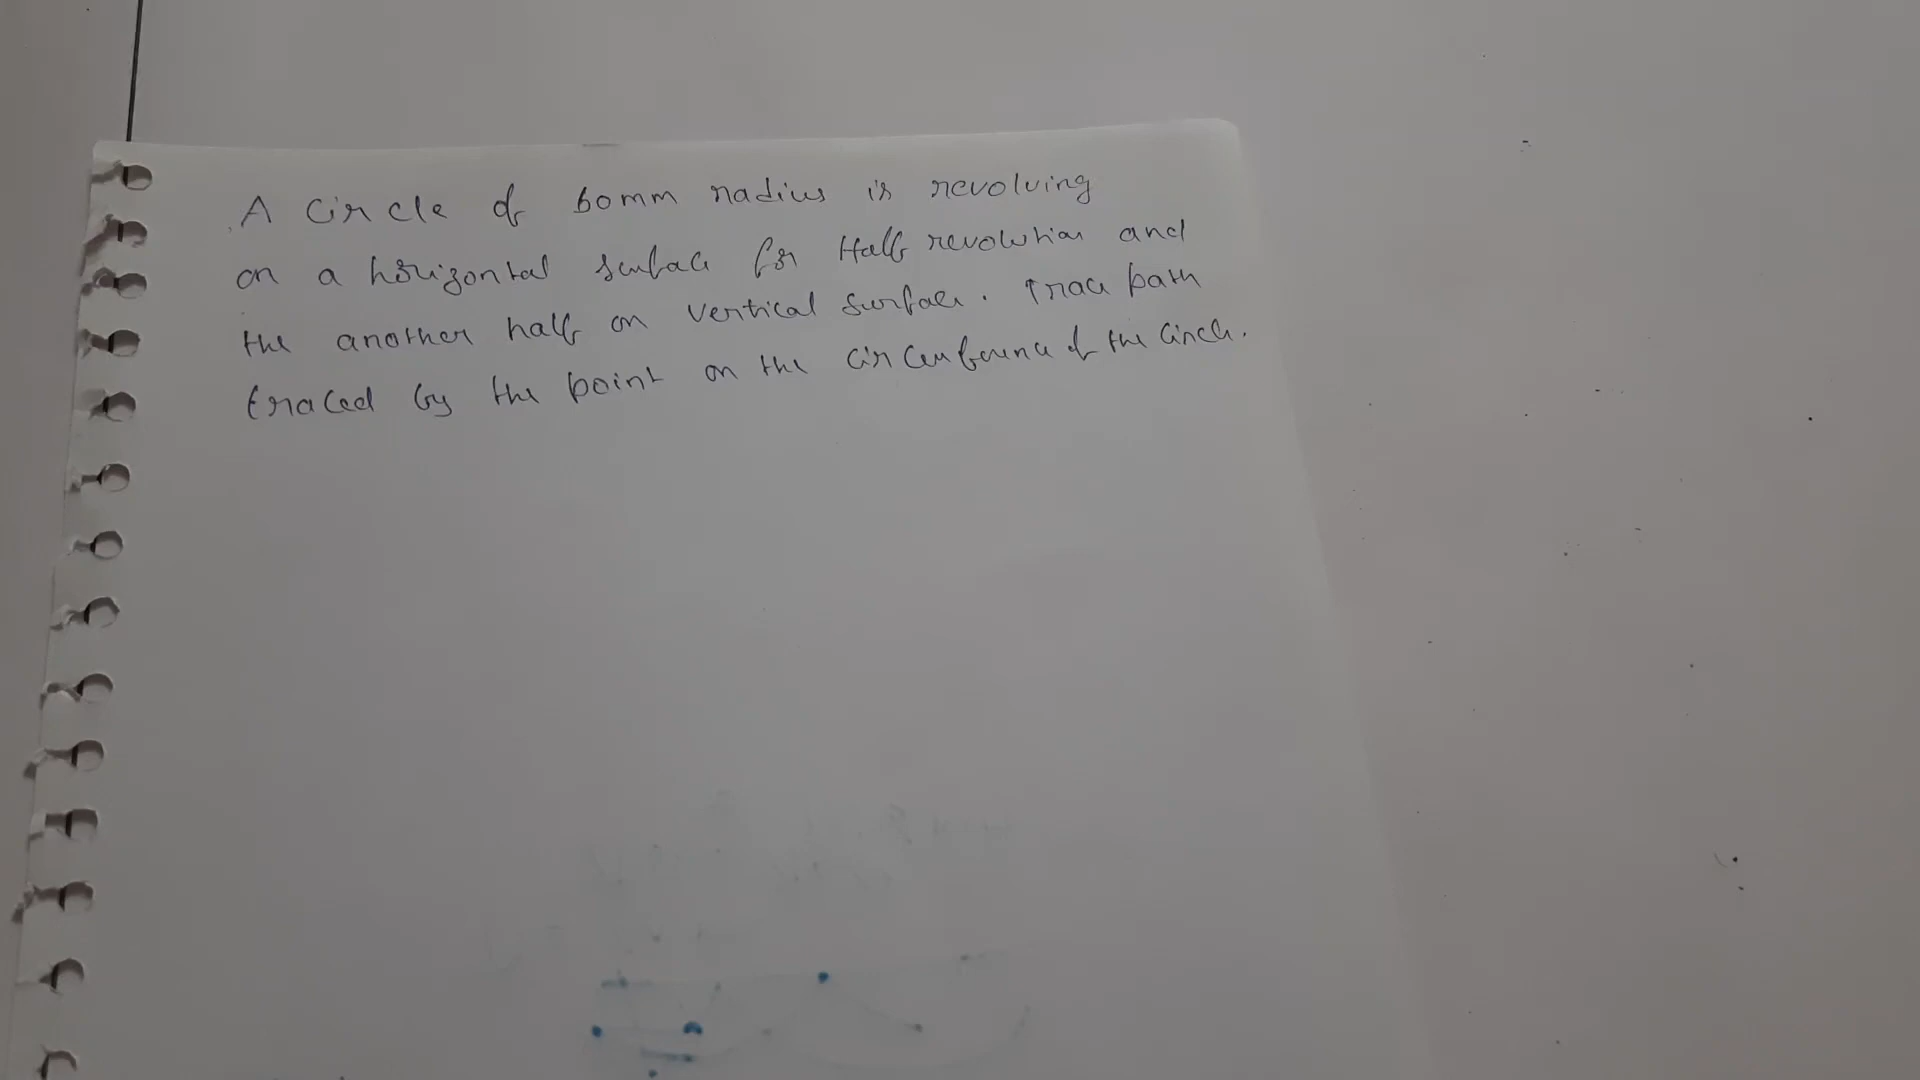 A Circle of 60mm radius is revolving
on a horizontal surface for Half revolution and
the another half on vertical surface. Trace path
traced by the point on the circumference of the circle.